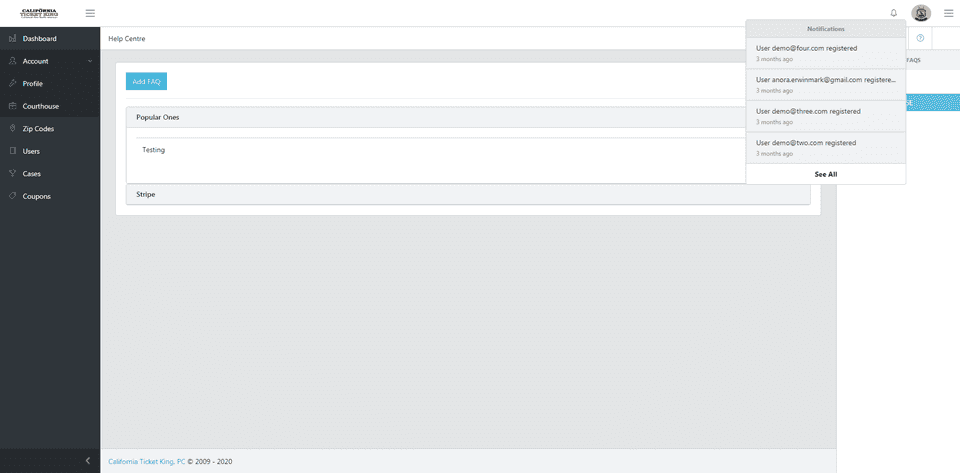 CALIFORNIA
TICKET KING
Dashboard
Account
Profile
Courthouse
Zip Codes
Users
Cases
Coupons
Help Centre
Add FAQ
Popular Ones
Testing
Stripe
Notifications
User demo@four.com registered
3 months ago
User anora.erwinmark@gmail.com registere...
3 months ago
User demo@three.com registered
3 months ago
User demo@two.com registered
3 months ago
See All
FAQS
SE
California Ticket King, PC © 2009 - 2020